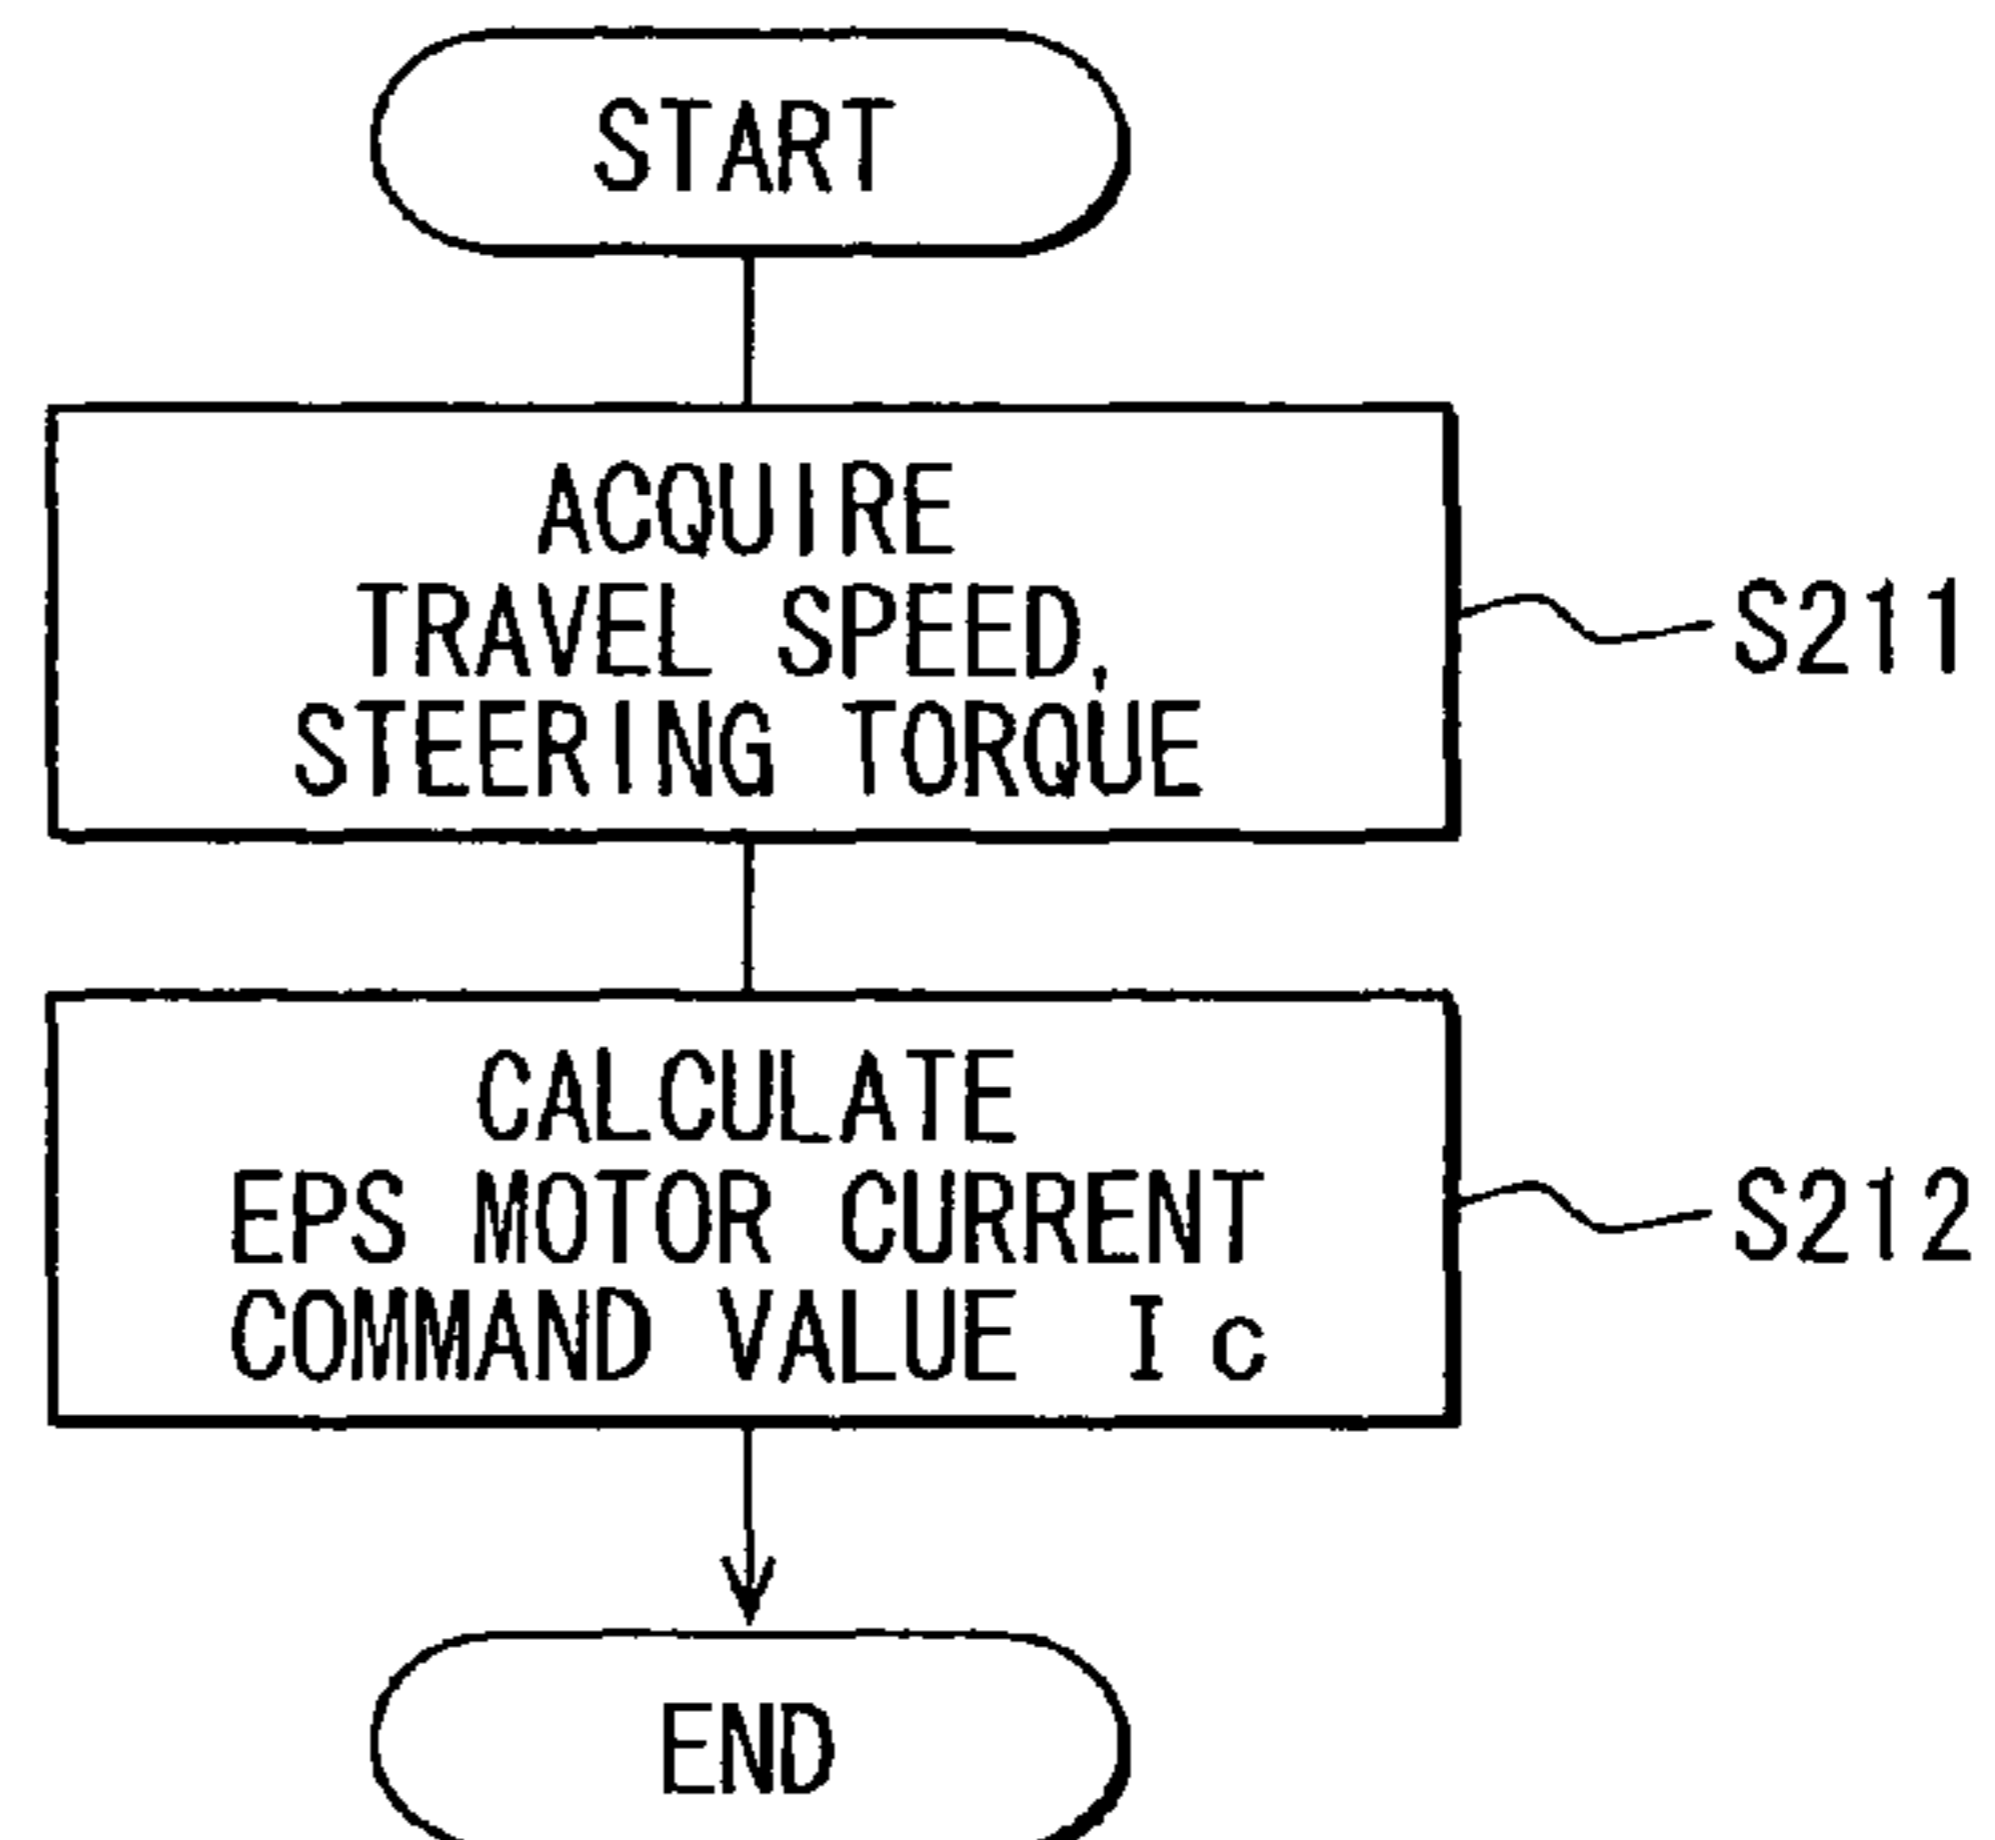 START
ACQUIRE
TRAVEL SPEED,
STEERING TORQUE
S211
CALCULATE
EPS MOTOR CURRENT
COMMAND VALUE Ic
S212
END